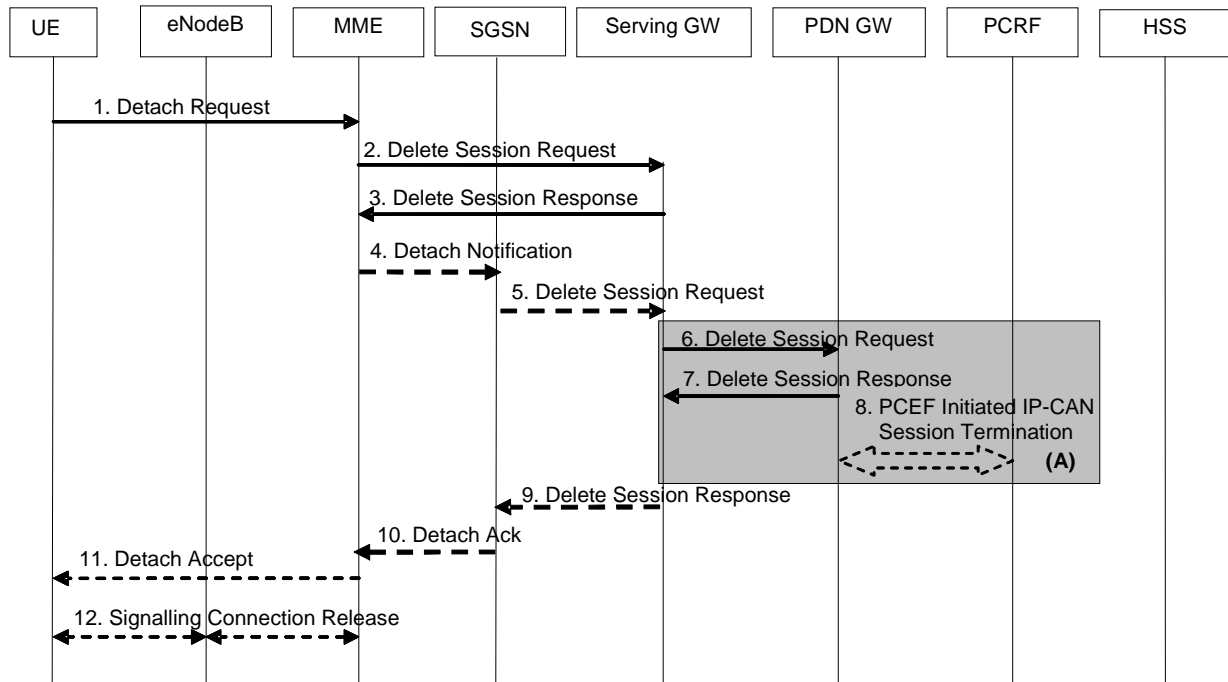 UE
eNodeB
MME
SGSN
Serving GW
PDN GW
PCRF
HSS
1. Detach Request
2. Delete Session Request
3. Delete Session Response
4. Detach Notification
5. Delete Session Request
6. Delete Session Request
7. Delete Session Response
8. PCEF Initiated IP-CAN
Session Termination
(A)
9. Delete Session Response
10. Detach Ack
11. Detach Accept
12. Signalling Connection Release